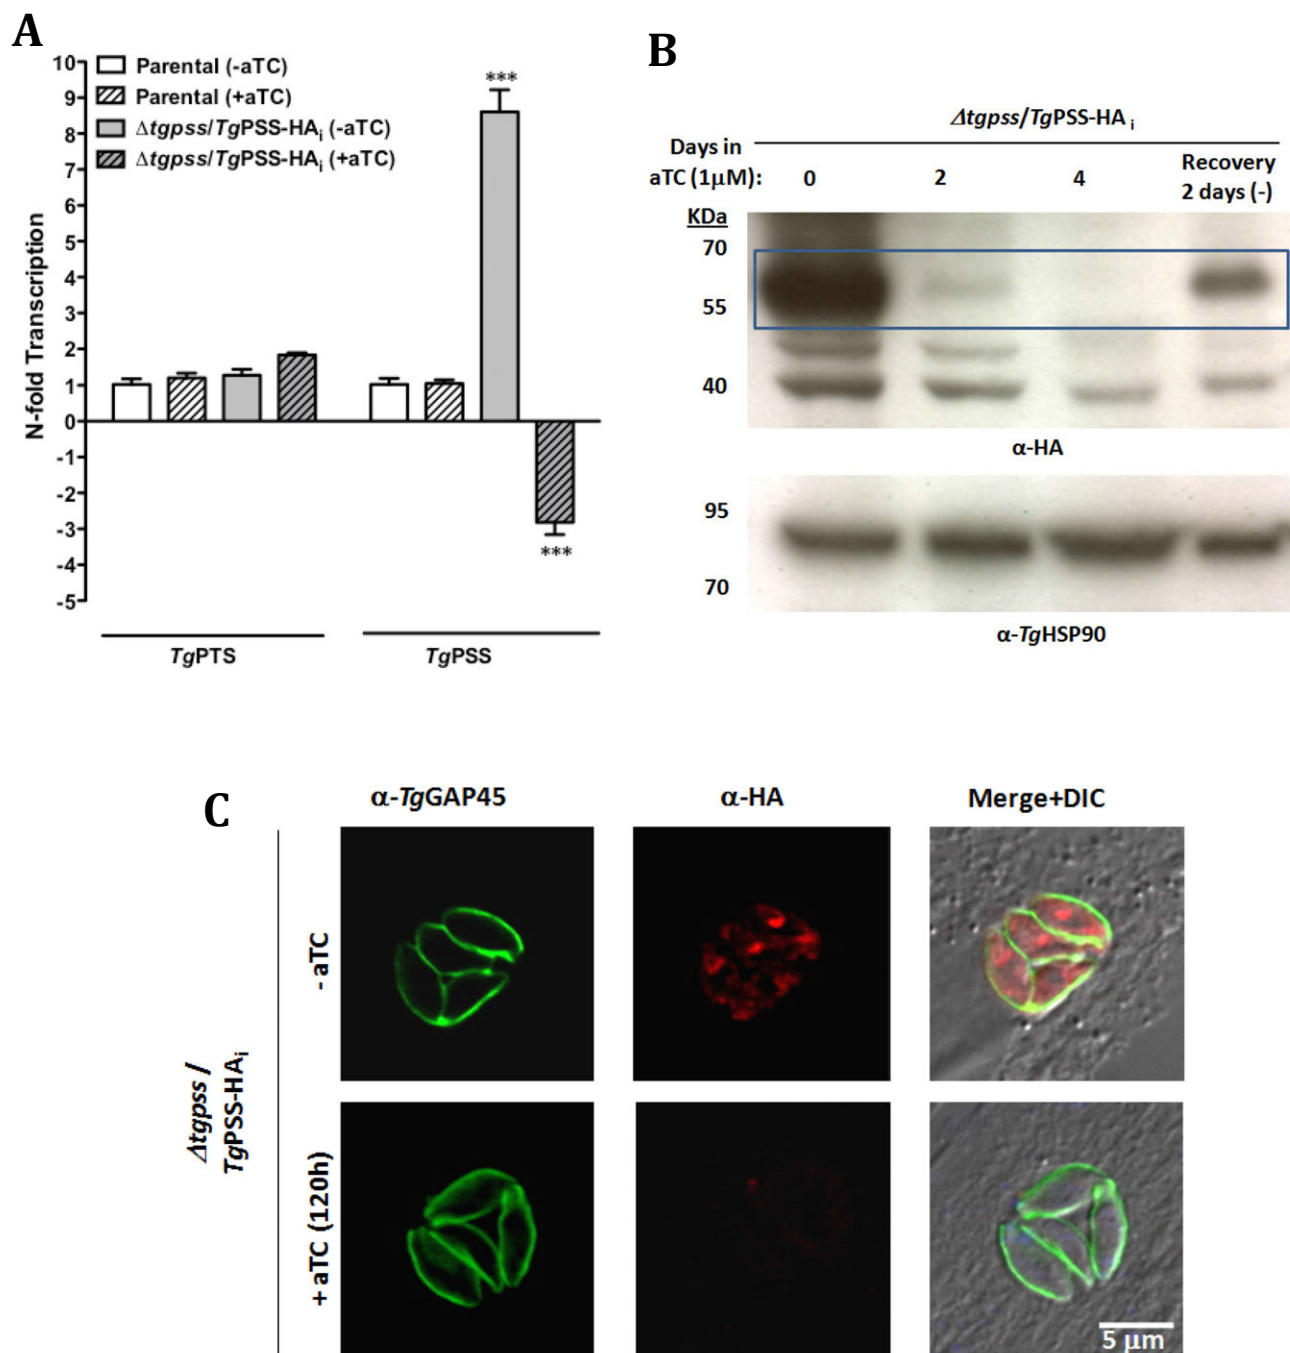 A
10
9
8
7
6
5
4
3
2
1
0
-1
-2
-3
-4
-5
N-fold Transcription
Parental (-aTC)
Parental (+aTC)
Δtgpss/TgPSS-HAi (-aTC)
Δtgpss/TgPSS-HAi (+aTC)
***
***
TgPTS
TgPSS
B
Δtgpss/TgPSS-HA i
Days in
aTC (1μM):
0
2
4
Recovery
2 days (-)
KDa
70
55
40
α-HA
95
70
α-TgHSP90
C
α-TgGAP45
α-HA
Merge+DIC
Δtgpss /
TgPSS-HAi
- aTC
+ aTC (120h)
5 μm